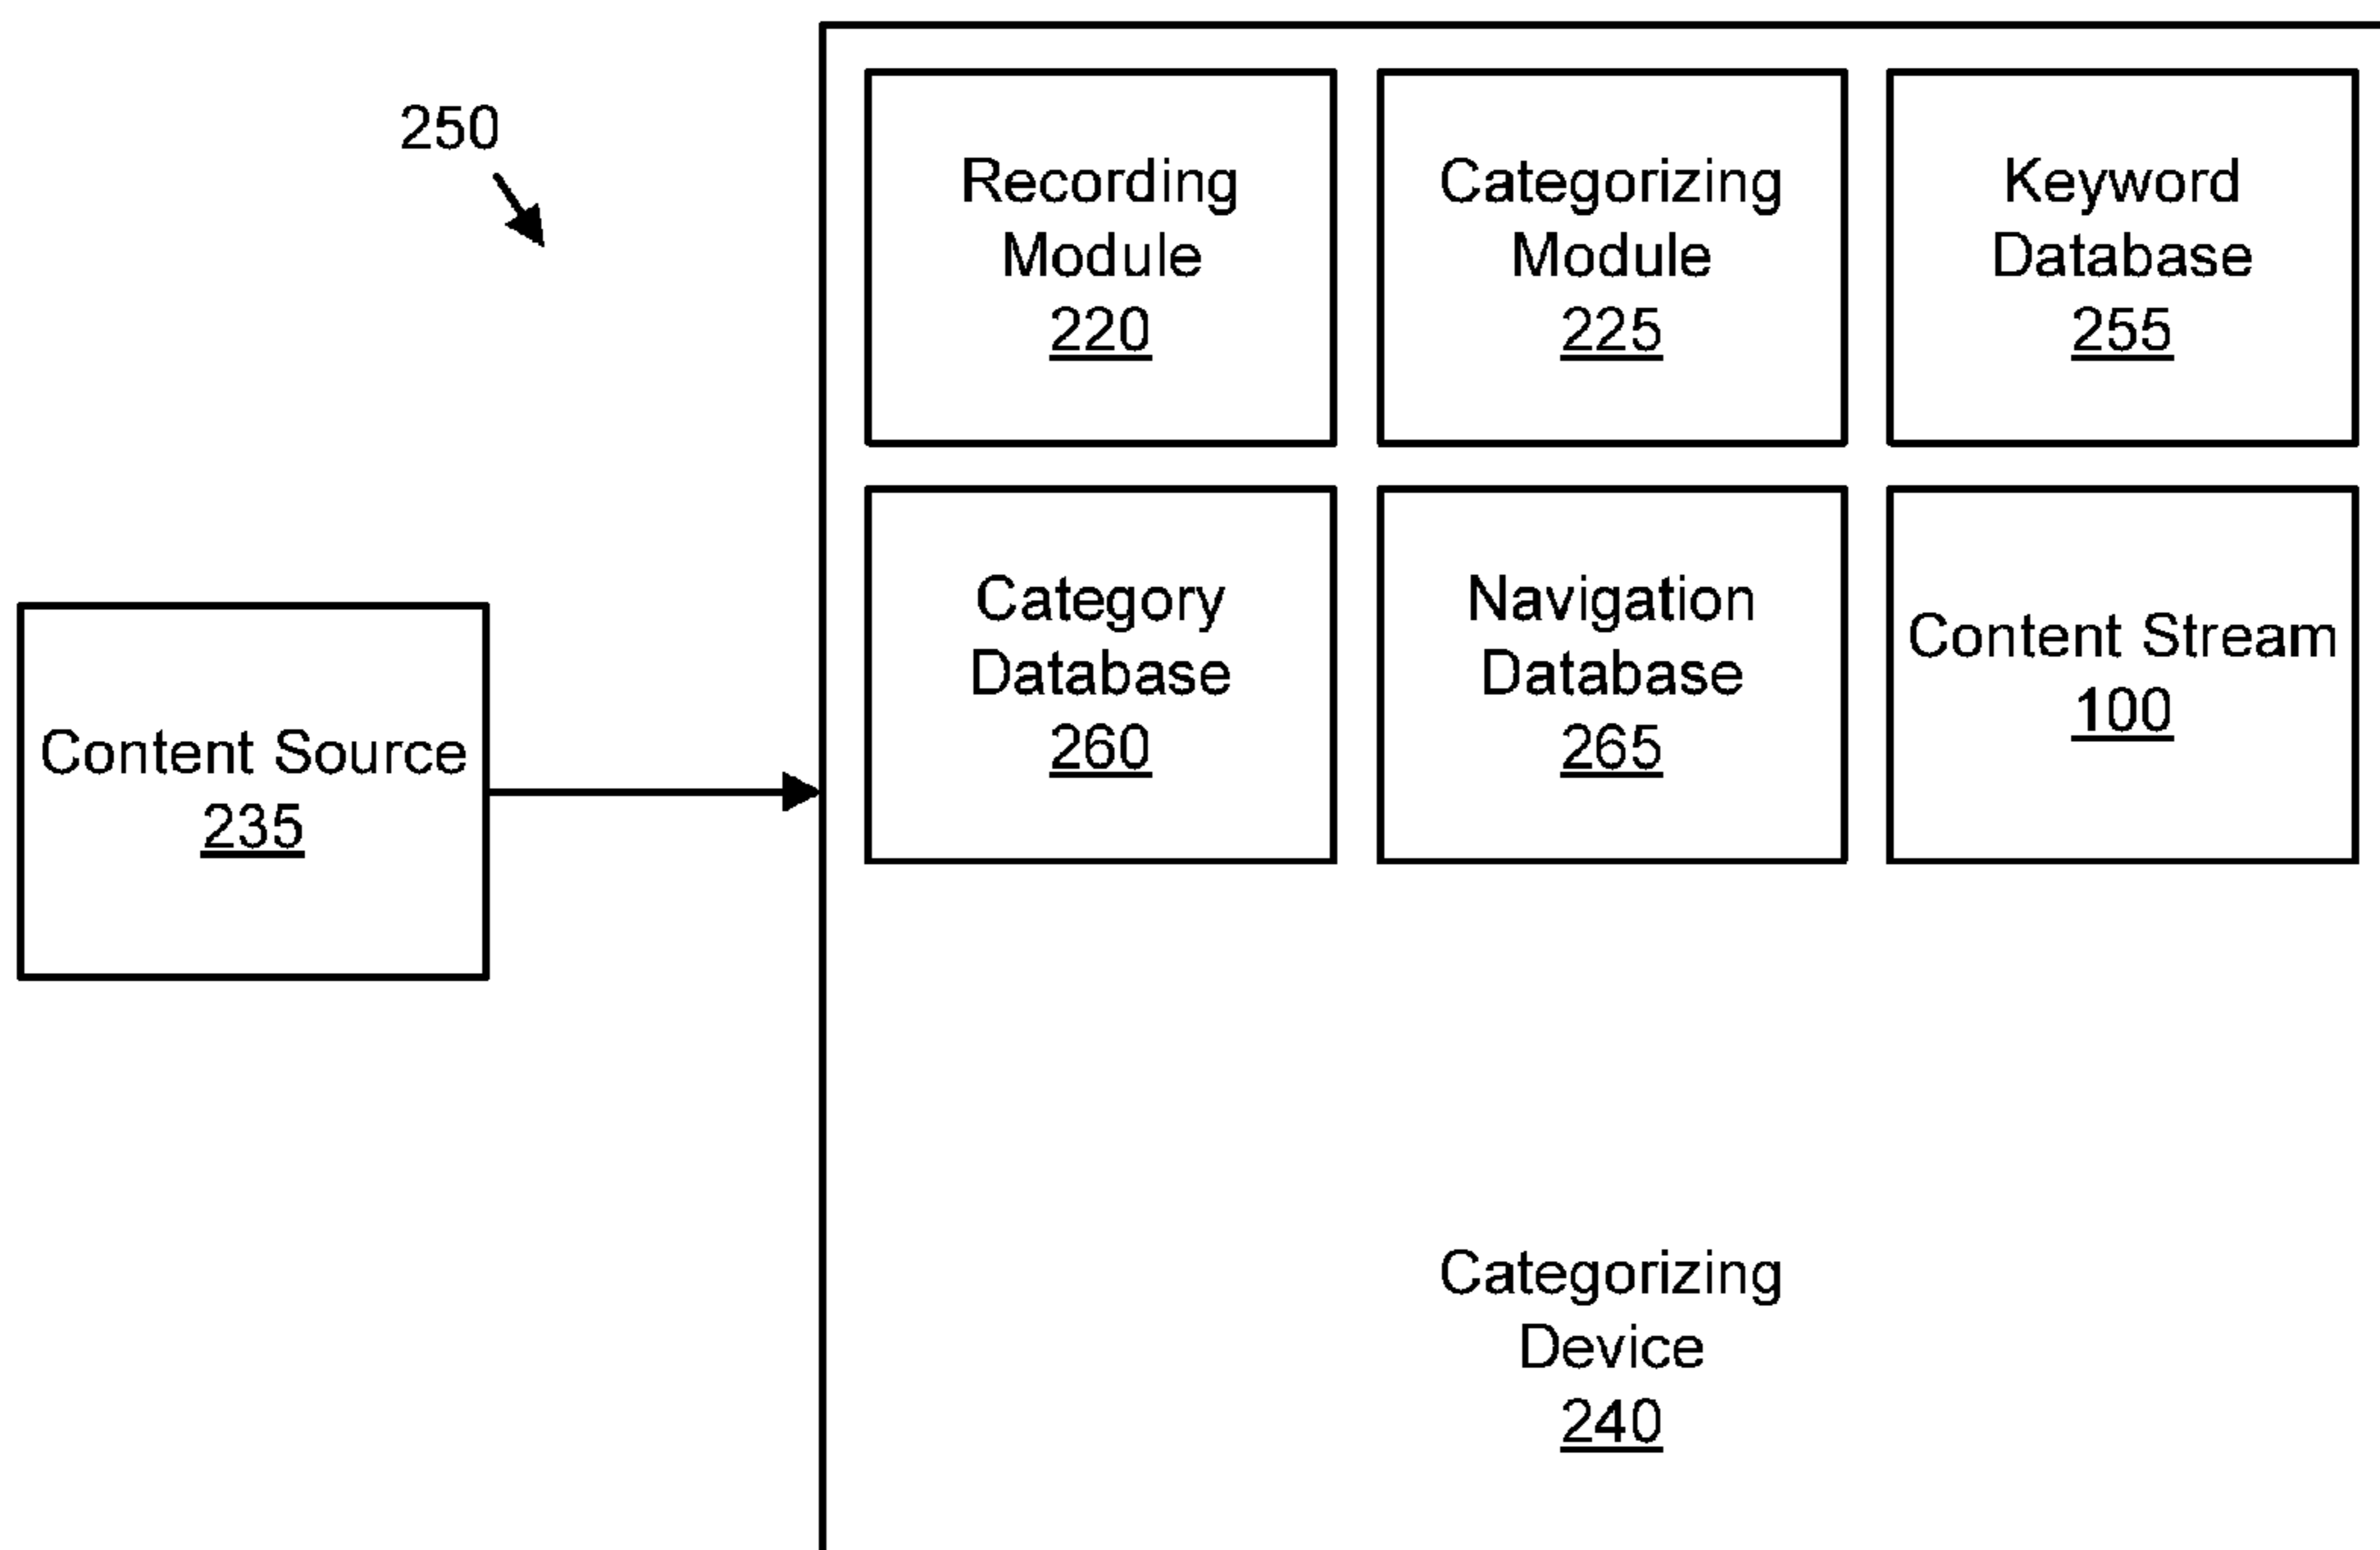 250
Recording
Module
220
Categorizing
Module
225
Keyword
Database
255
Category
Database
260
Navigation
Database
265
Content Stream
100
Content Source
235
Categorizing
Device
240